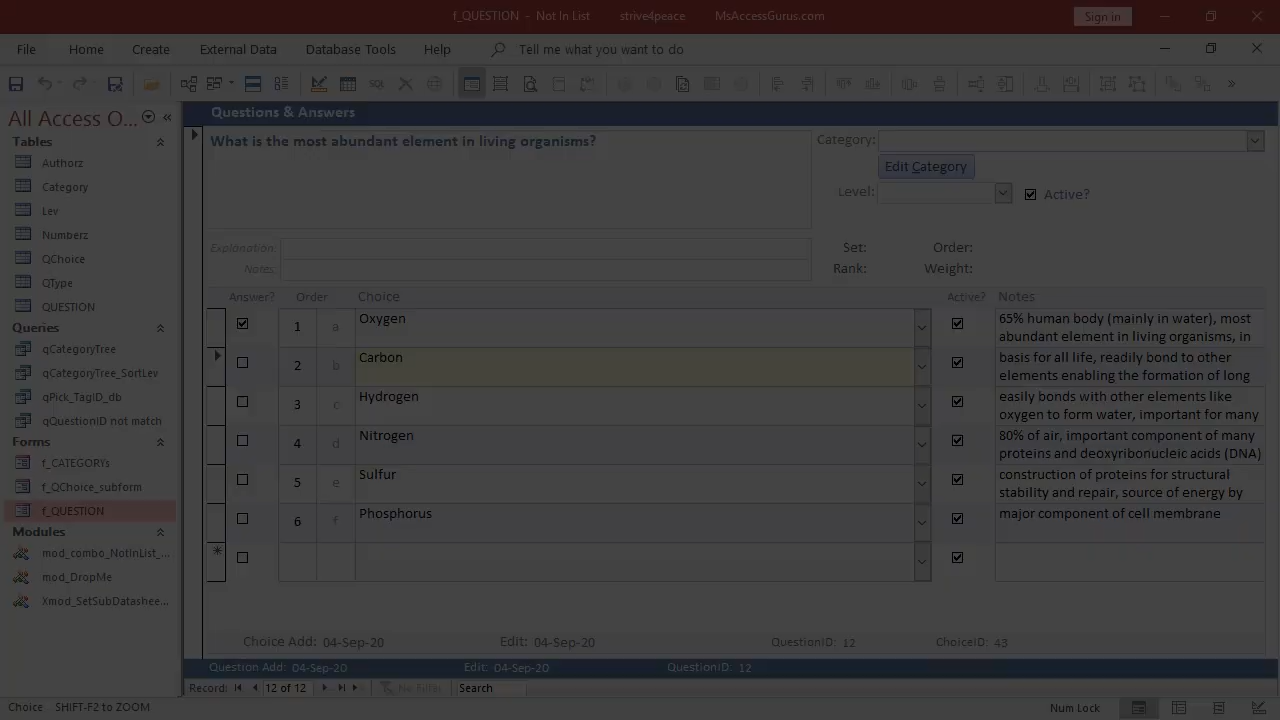 f_QUESTION - Not In List strive4peace MsAccessGurus.com Sign in
File Home Create External Data Database Tools Help Tell me what you want to do
SQL
All Access O... Questions & Answers
Tables
Authorz
Category
Lev
Numberz
QChoice
QType
QUESTION
Queries
qCategoryTree
qCategoryTree_SortLev
qPick_TagID_db
qQuestionID not match
Forms
f_CATEGORYs
f_QChoice_subform
f_QUESTION
Modules
mod_combo_NotInList_...
mod_DropMe
Xmod_SetSubDatashee...
What is the most abundant element in living organisms?
Category:
Edit Category
Level: Active?
Explanation:
Notes:
Set: Order:
Rank: Weight:
Answer? Order Choice Active? Notes
1 a Oxygen 65% human body (mainly in water), most
abundant element in living organisms, in
2 b Carbon basis for all life, readily bond to other
elements enabling the formation of long
3 c Hydrogen easily bonds with other elements like
oxygen to form water, important for many
4 d Nitrogen 80% of air, important component of many
proteins and deoxyribonucleic acids (DNA)
5 e Sulfur construction of proteins for structural
stability and repair, source of energy by
6 f Phosphorus major component of cell membrane
Choice Add: 04-Sep-20 Edit: 04-Sep-20 QuestionID: 12 ChoiceID: 43
Question Add: 04-Sep-20 Edit: 04-Sep-20 QuestionID: 12
Record: 12 of 12 No Filter Search
Choice SHIFT-F2 to ZOOM Num Lock